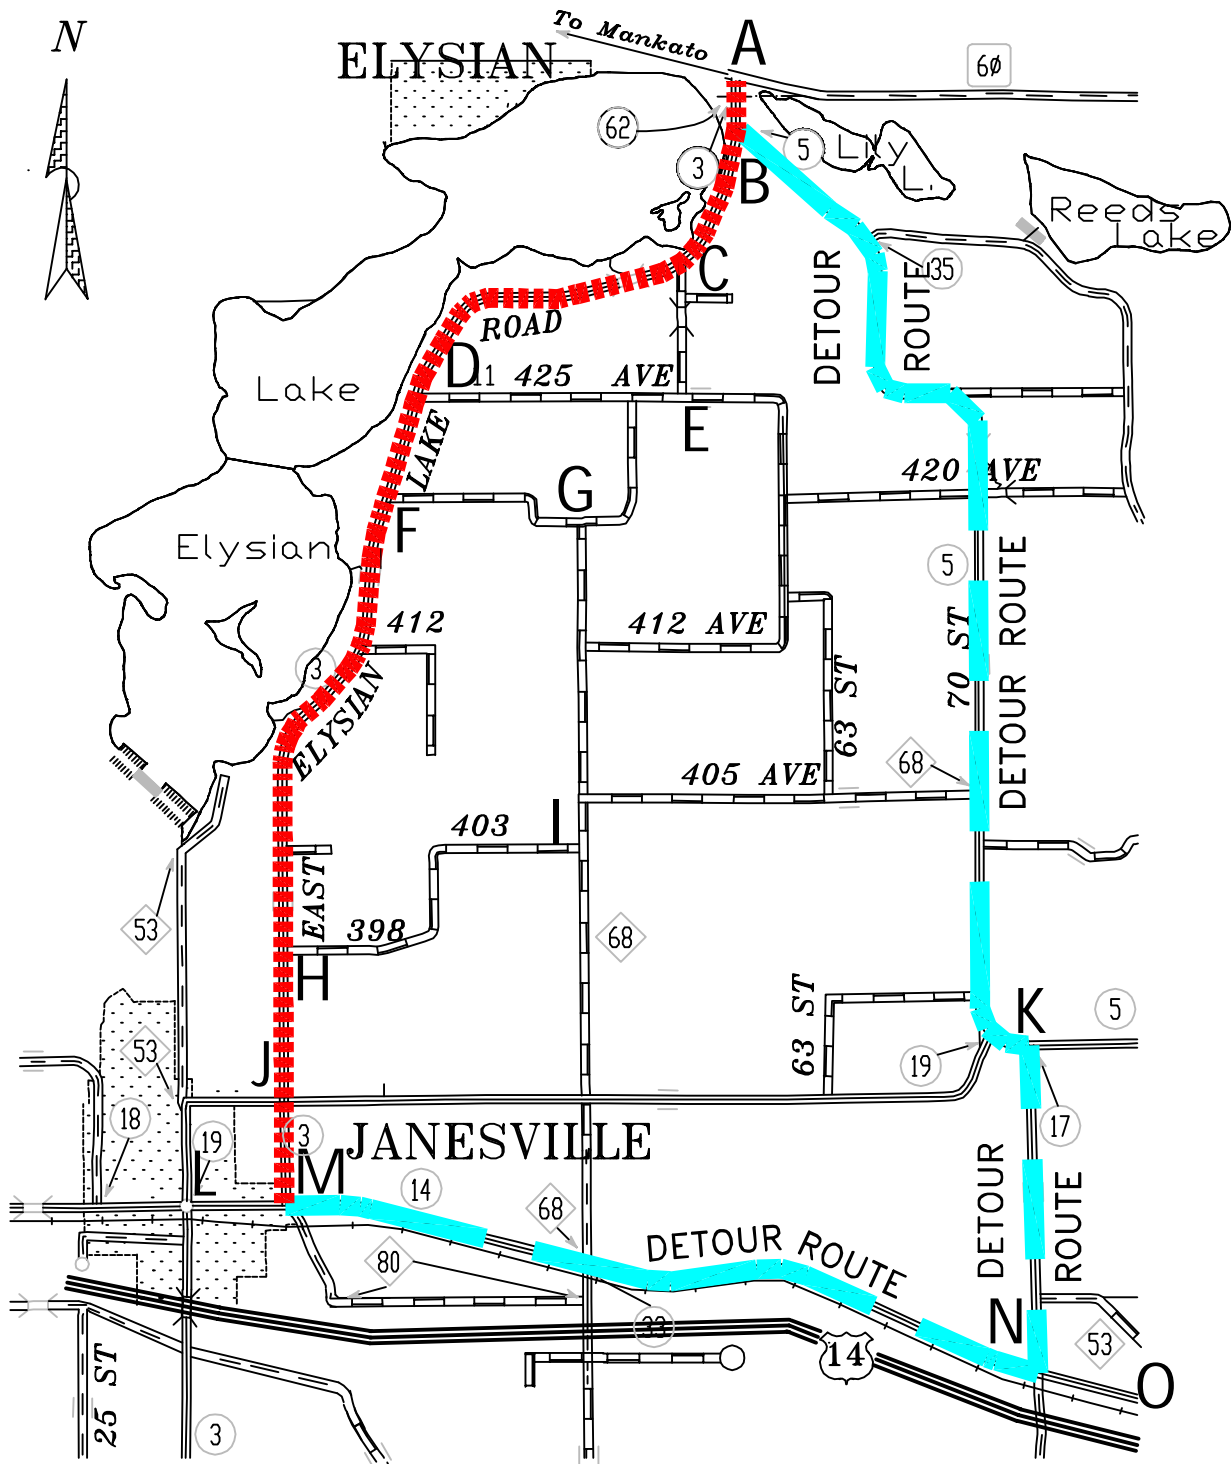 N
ELYSIAN
To Mankato
A
60
62
3
5
B
Lily
L.
Reeds
Lake
35
C
DETOUR
ROUTE
ROAD
D
11
425 AVE
E
Lake
LAKE
420 AVE
G
F
Elysian
5
412
412 AVE
3
ELYSIAN
63 ST
70 ST
DETOUR ROUTE
68
405 AVE
403
I
EAST
53
398
68
H
K
5
63 ST
53
J
19
18
19
3
JANESVILLE
17
L
M
14
68
DETOUR
ROUTE
DETOUR ROUTE
80
33
N
53
14
O
25 ST
3